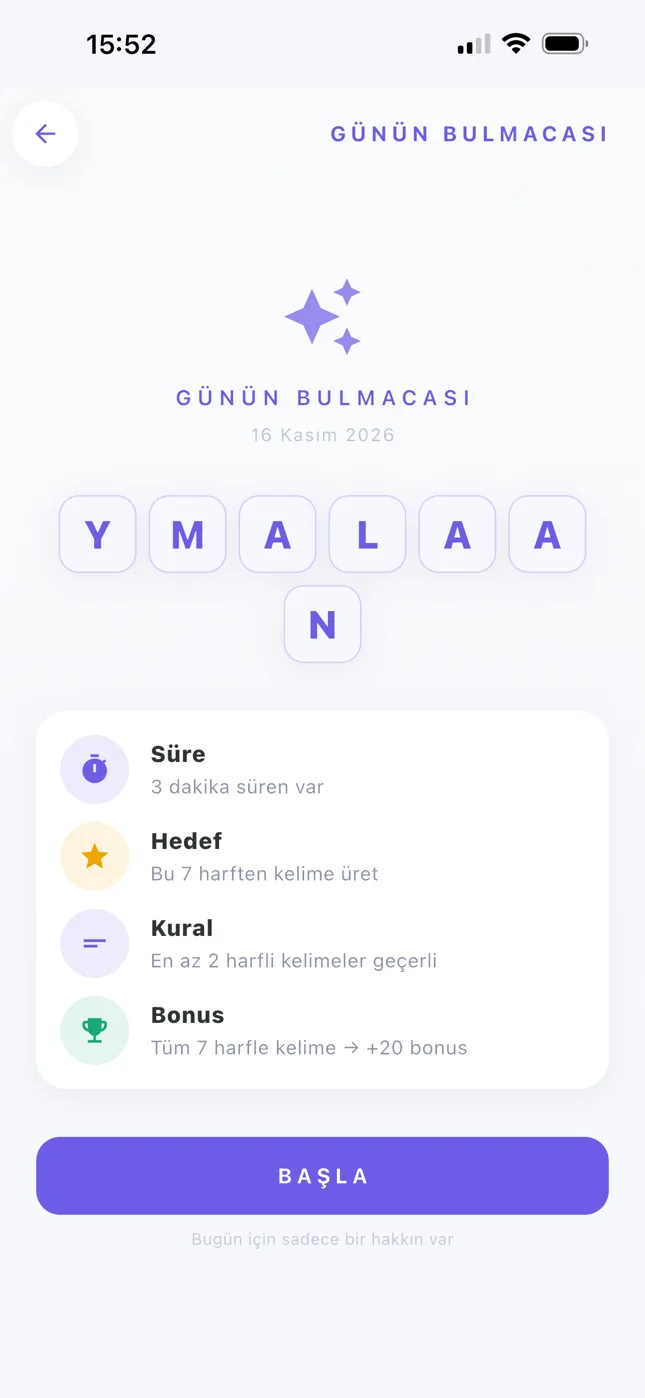 15:52
GÜNÜN BULMACASI
GÜNÜN BULMACASI
16 Kasım 2026
Y M A L A A
N
Süre
3 dakika süren var
Hedef
Bu 7 harften kelime üret
Kural
En az 2 harfli kelimeler geçerli
Bonus
Tüm 7 harfle kelime → +20 bonus
BAŞLA
Bugün için sadece bir hakkın var